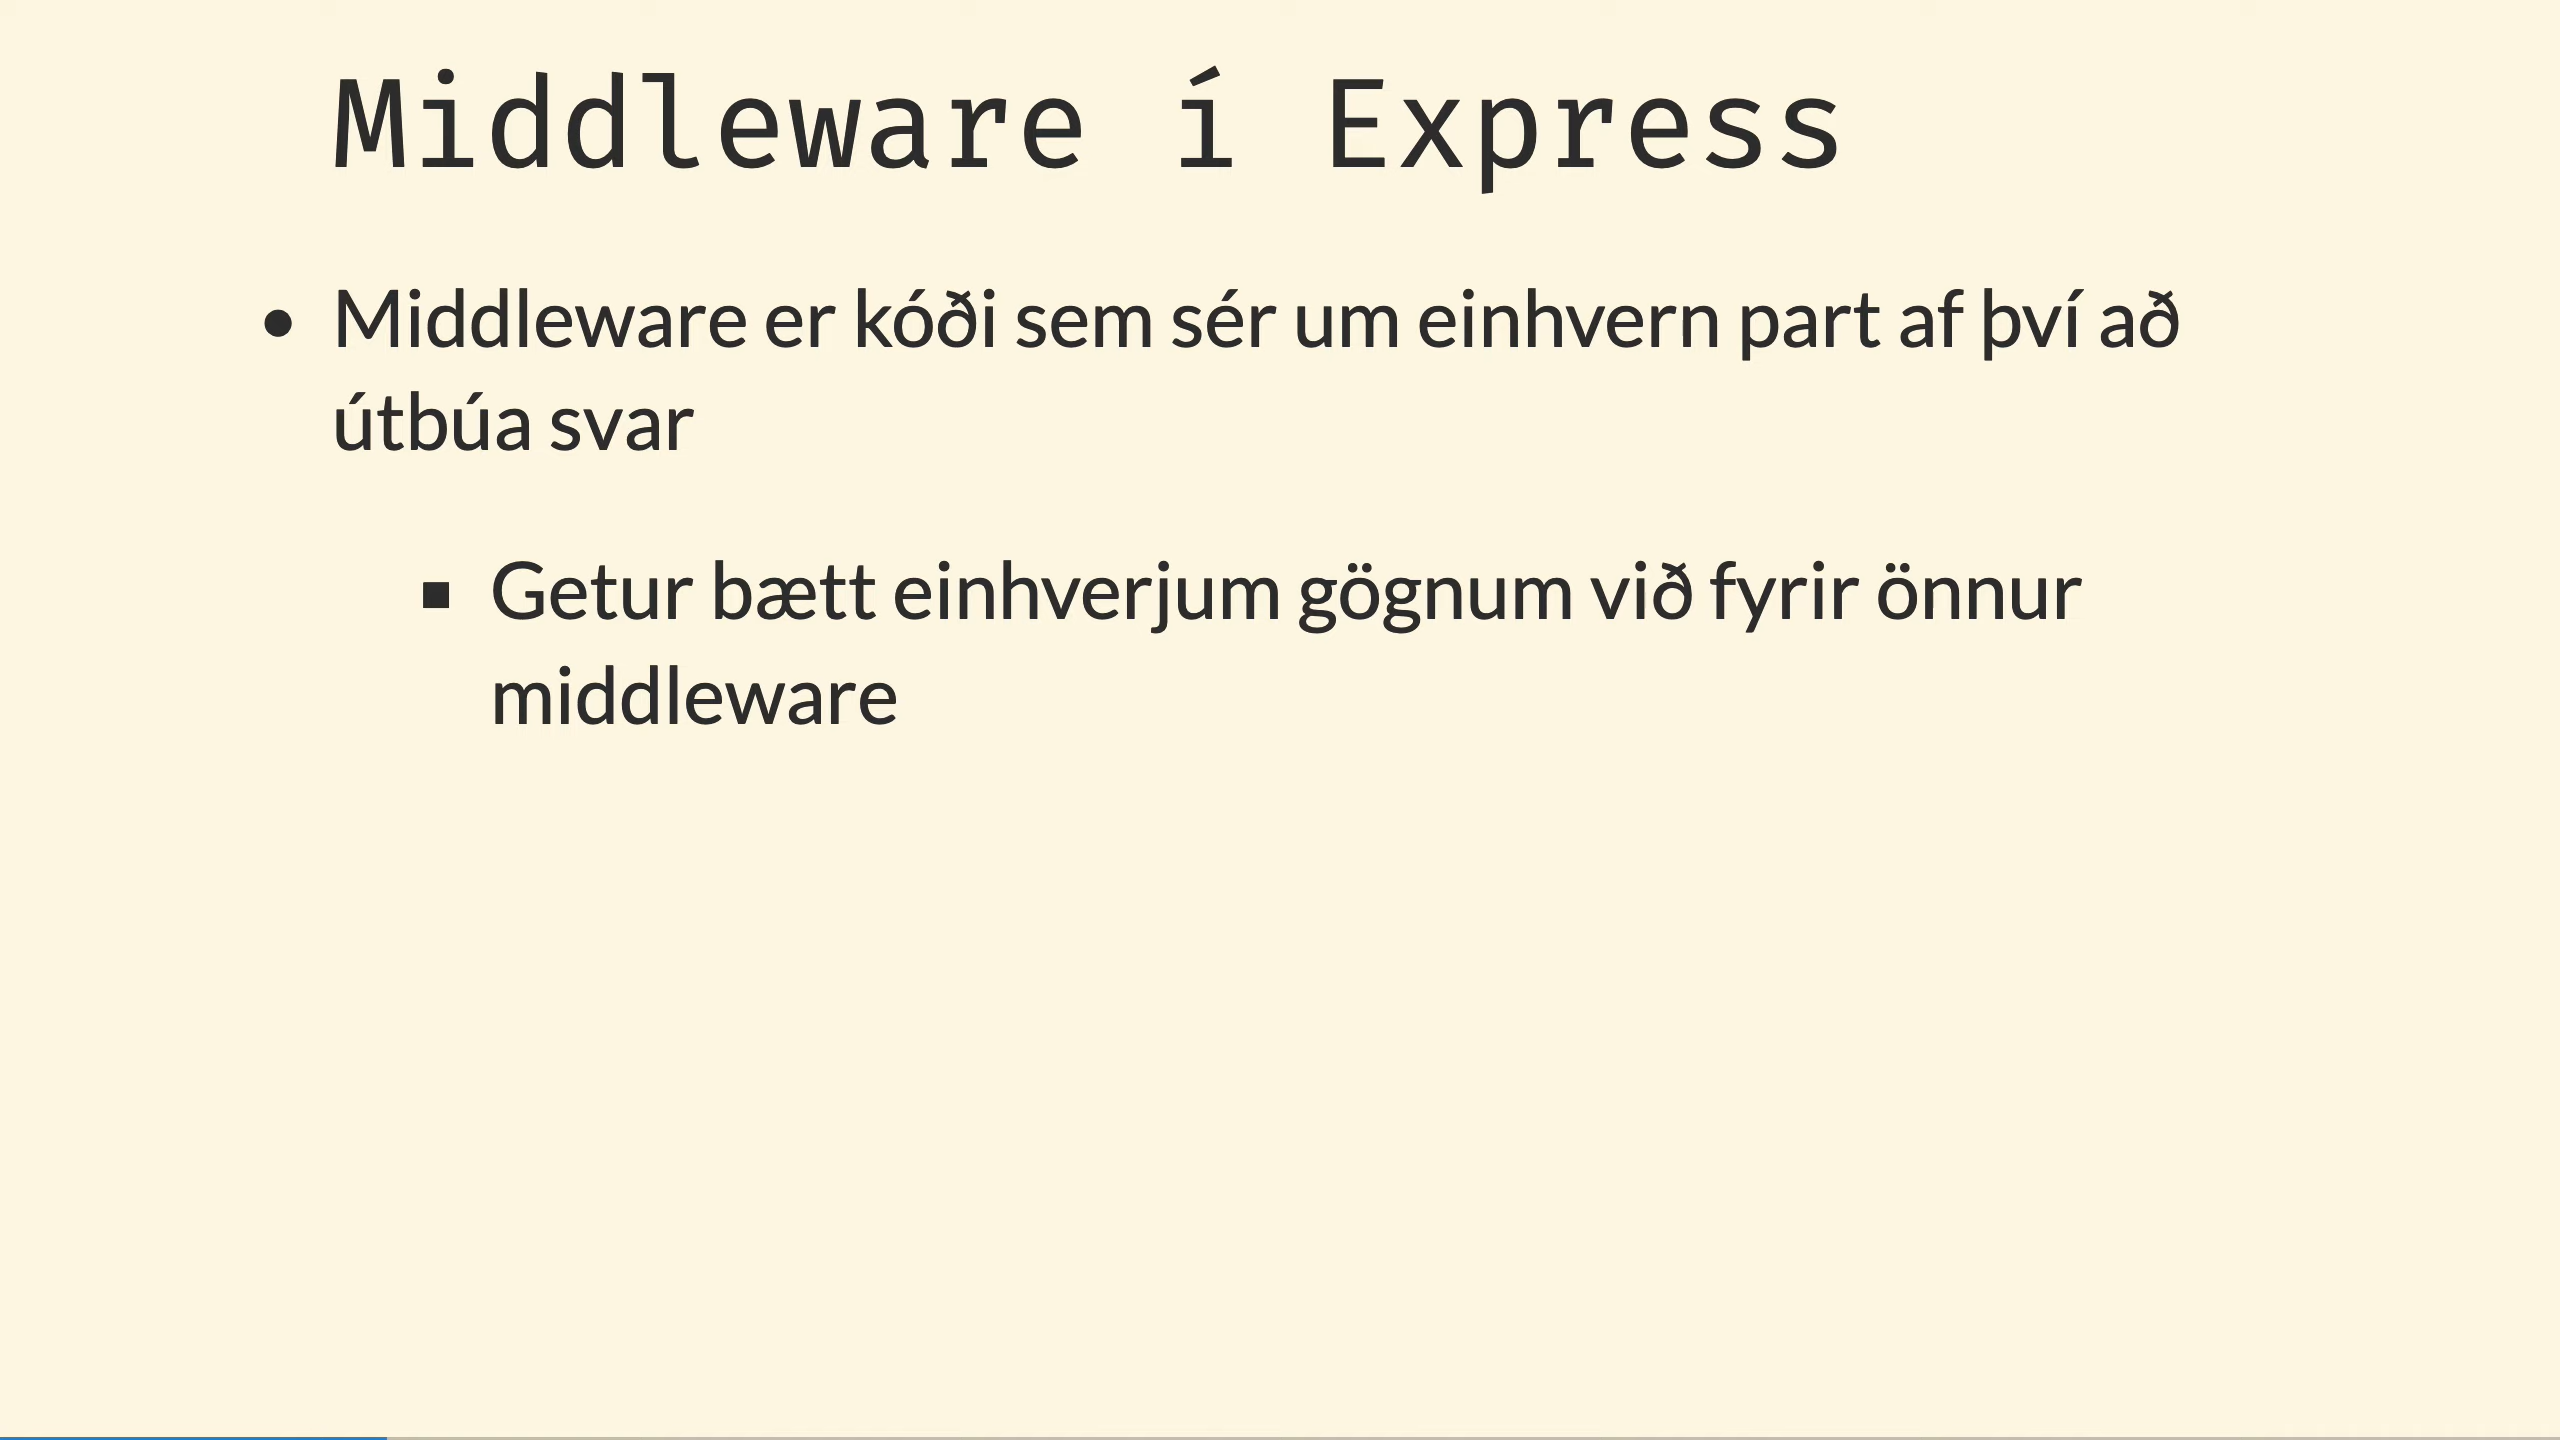 Middleware í Express
Middleware er kóði sem sér um einhvern part af því að
útbúa svar
Getur bætt einhverjum gögnum við fyrir önnur
middleware